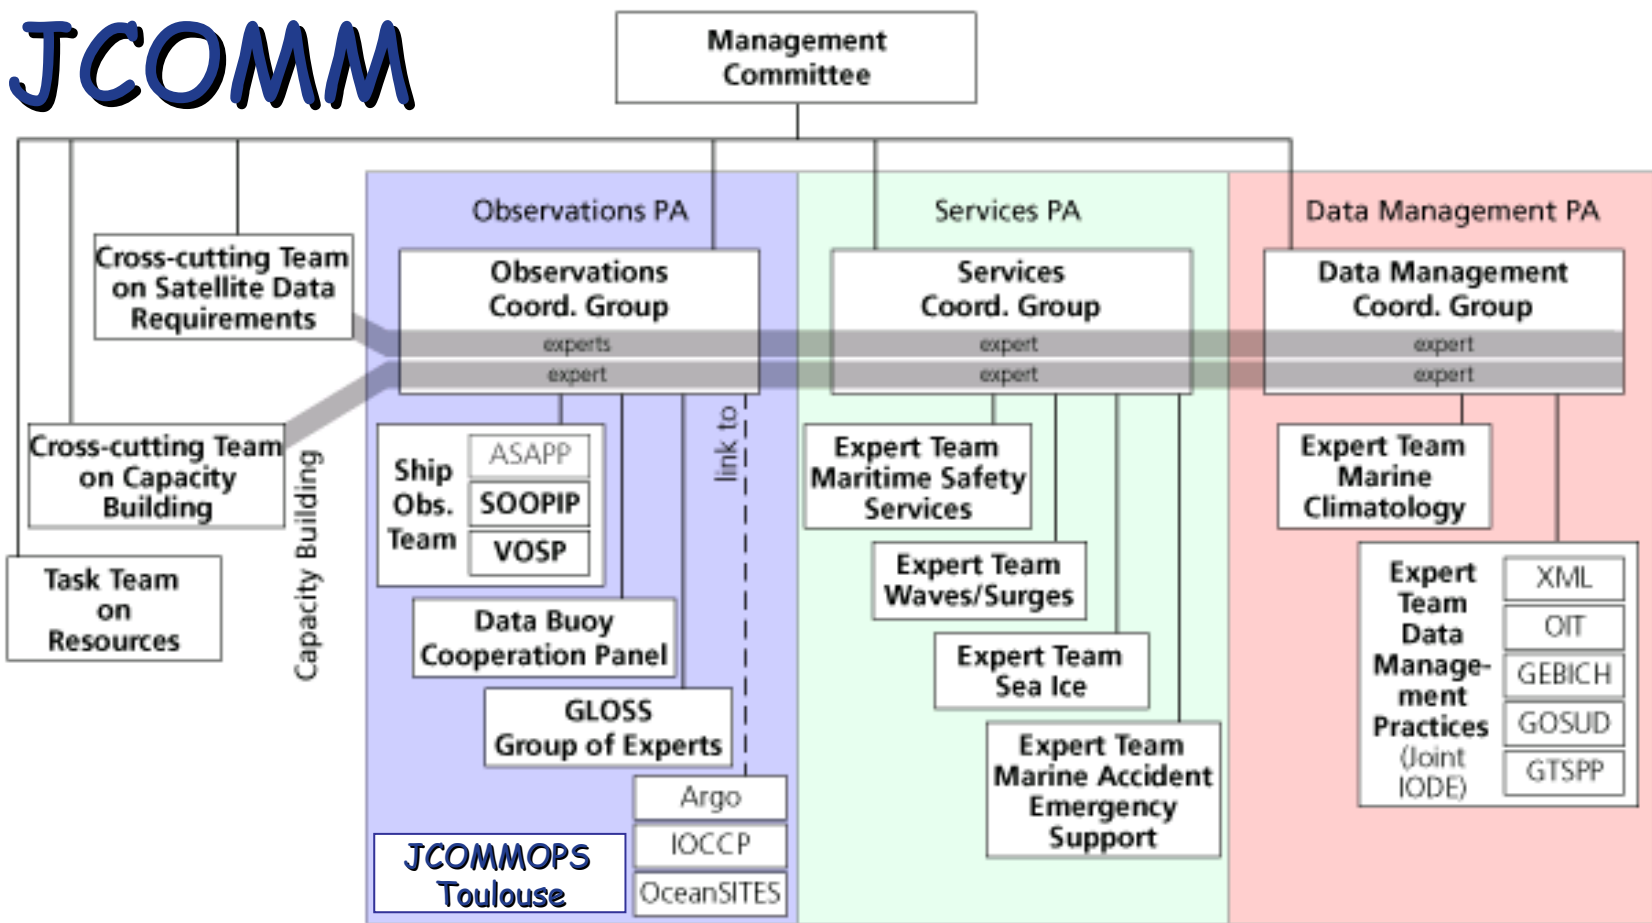 JCOMM
Management
Committee
Observations PA
Services PA
Data Management PA
Cross-cutting Team
on Satellite Data
Requirements
Observations
Coord. Group
experts
expert
Services
Coord. Group
expert
expert
Data Management
Coord. Group
expert
expert
Cross-cutting Team
on Capacity
Building
Capacity Building
Task Team
on
Resources
Ship
Obs.
Team
ASAPP
SOOPIP
VOSP
link to
Data Buoy
Cooperation Panel
GLOSS
Group of Experts
Argo
IOCCP
OceanSITES
JCOMMOPS
Toulouse
Expert Team
Maritime Safety
Services
Expert Team
Waves/Surges
Expert Team
Sea Ice
Expert Team
Marine Accident
Emergency
Support
Expert Team
Marine
Climatology
Expert
Team
Data
Manage-
ment
Practices
(Joint
IODE)
XML
OIT
GEBICH
GOSUD
GTSPP